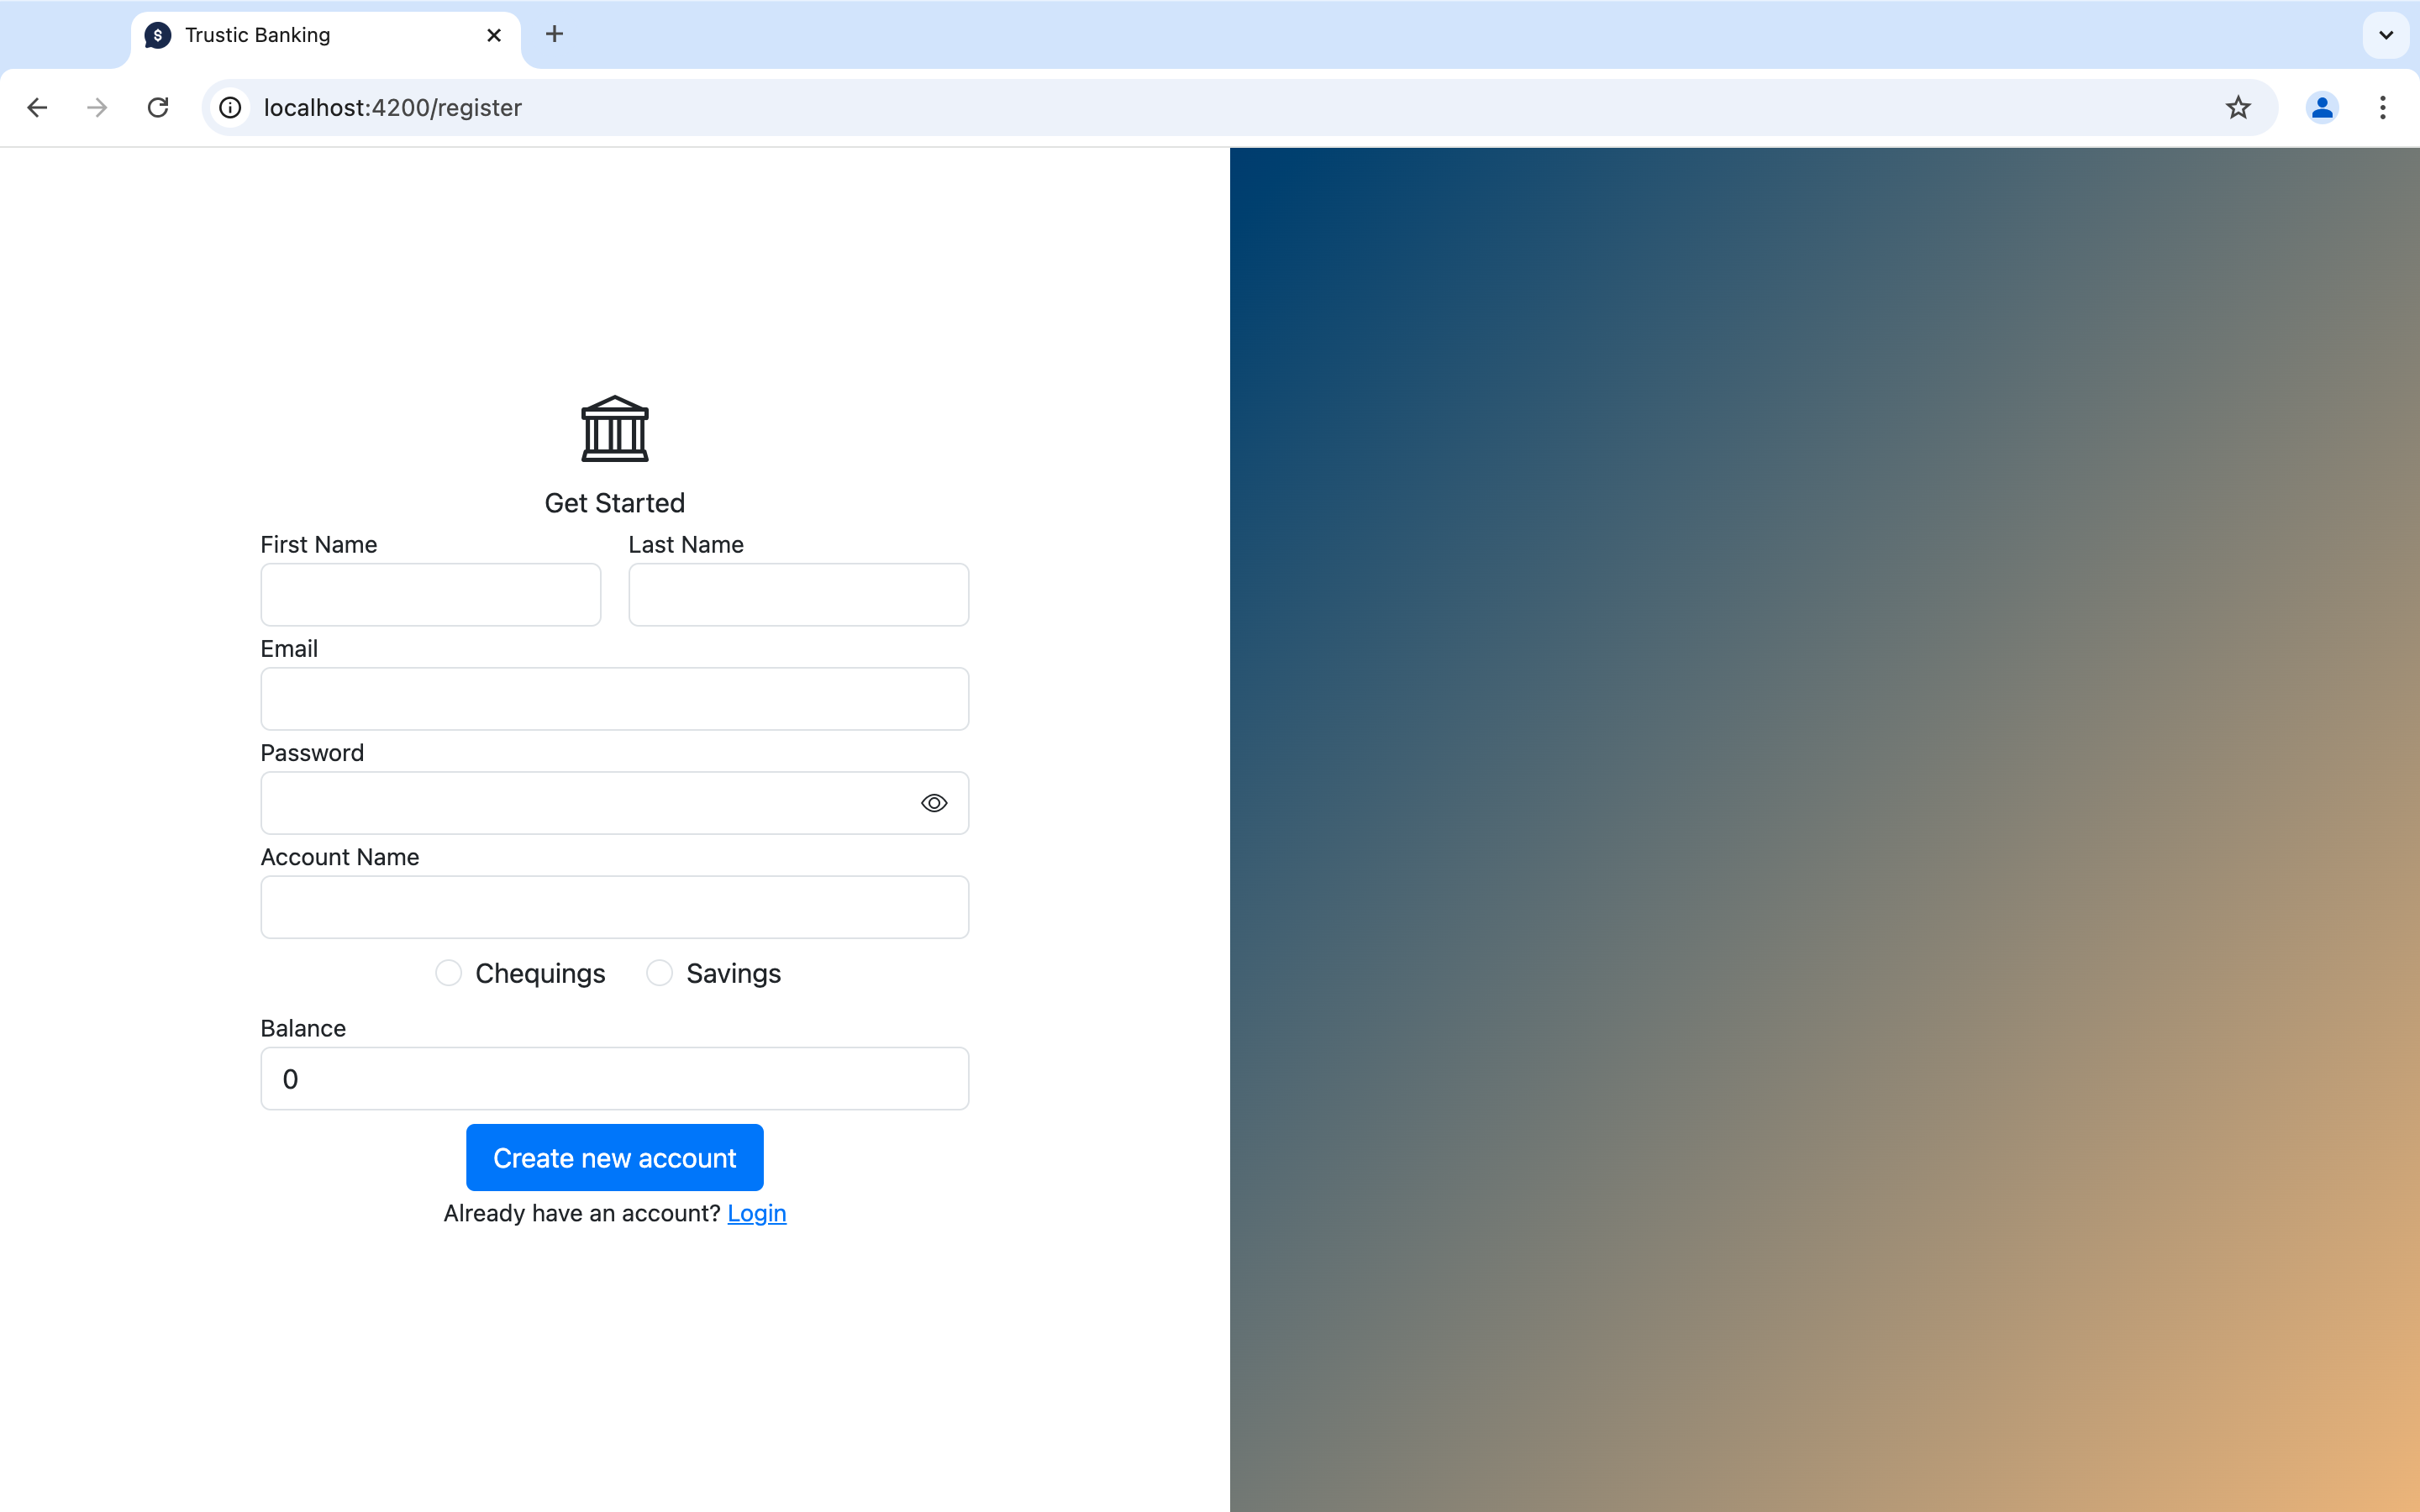 Trustic Banking
localhost:4200/register
Get Started
First Name Last Name
Email
Password
Account Name
Chequings Savings
Balance
0
Create new account
Already have an account? Login